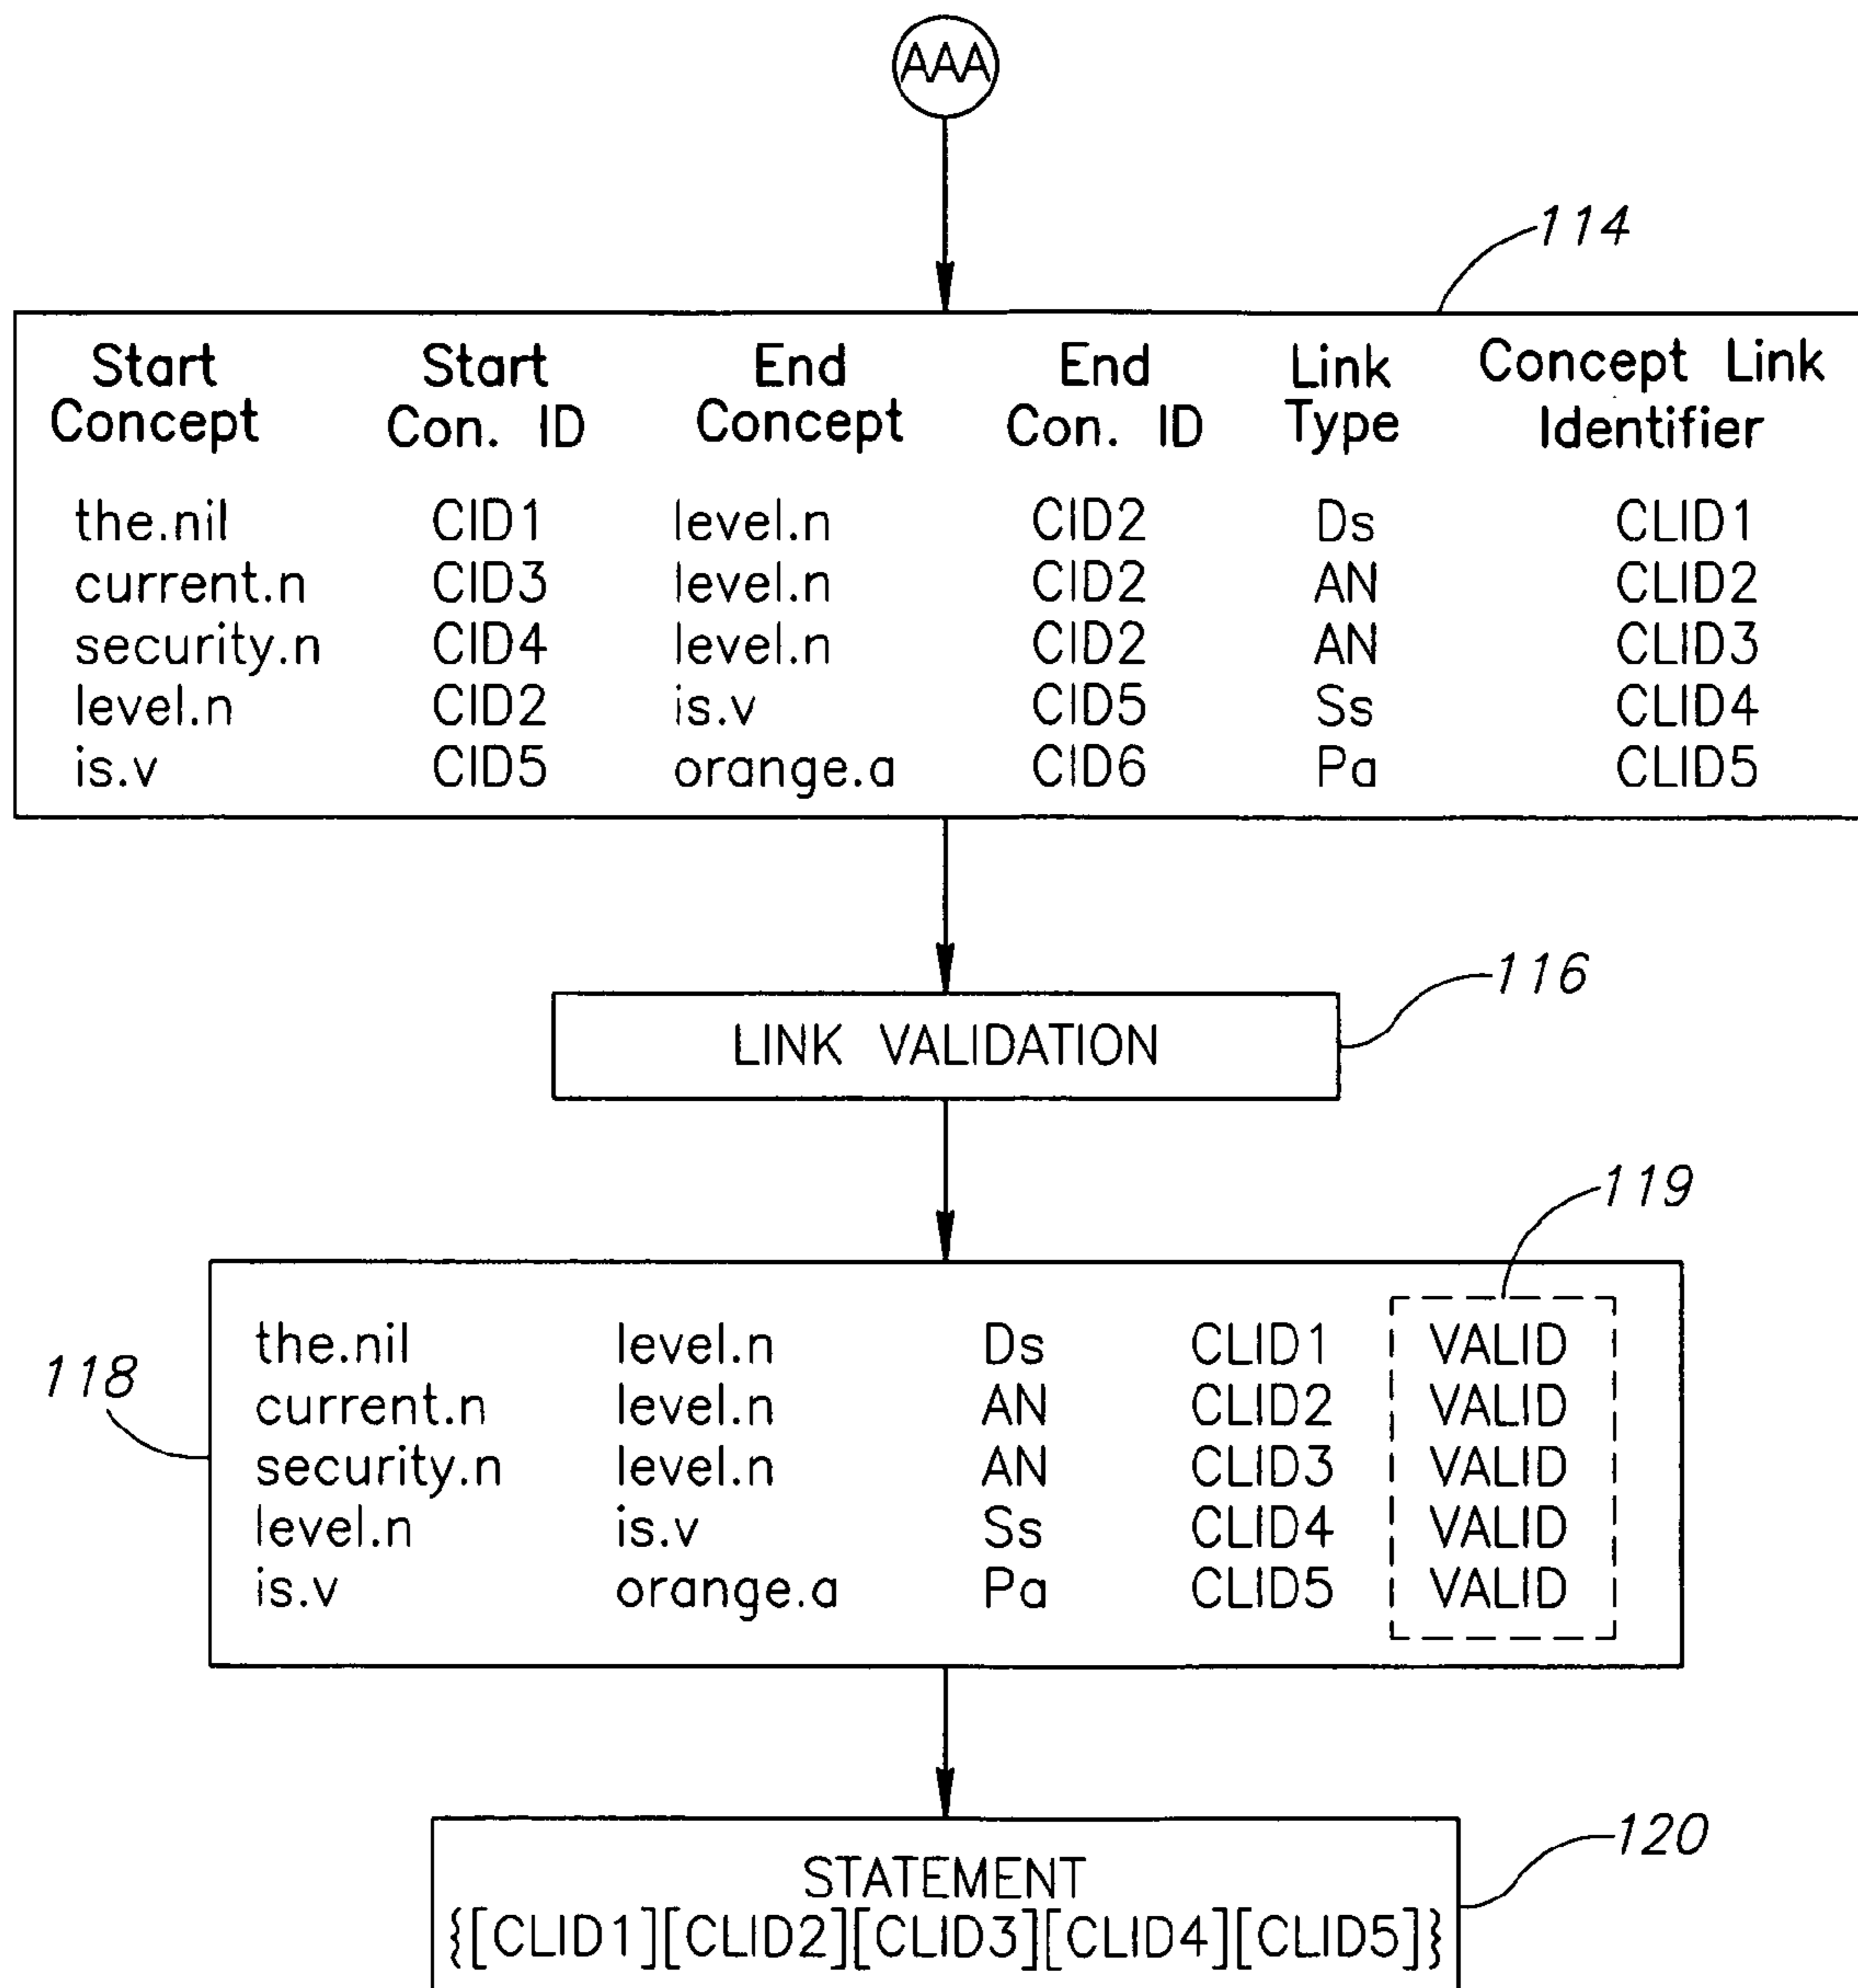 AAA
114
Start Start End End Link Concept Link
Concept Con. ID Concept Con. ID Type Identifier
the.nil CID1 level.n CID2 Ds CLID1
current.n CID3 level.n CID2 AN CLID2
security.n CID4 level.n CID2 AN CLID3
level.n CID2 is.v CID5 Ss CLID4
is.v CID5 orange.a CID6 Pa CLID5
116
LINK VALIDATION
119
118
the.nil level.n Ds CLID1 VALID
current.n level.n AN CLID2 VALID
security.n level.n AN CLID3 VALID
level.n is.v Ss CLID4 VALID
is.v orange.a Pa CLID5 VALID
120
STATEMENT
{[CLID1][CLID2][CLID3][CLID4][CLID5]}